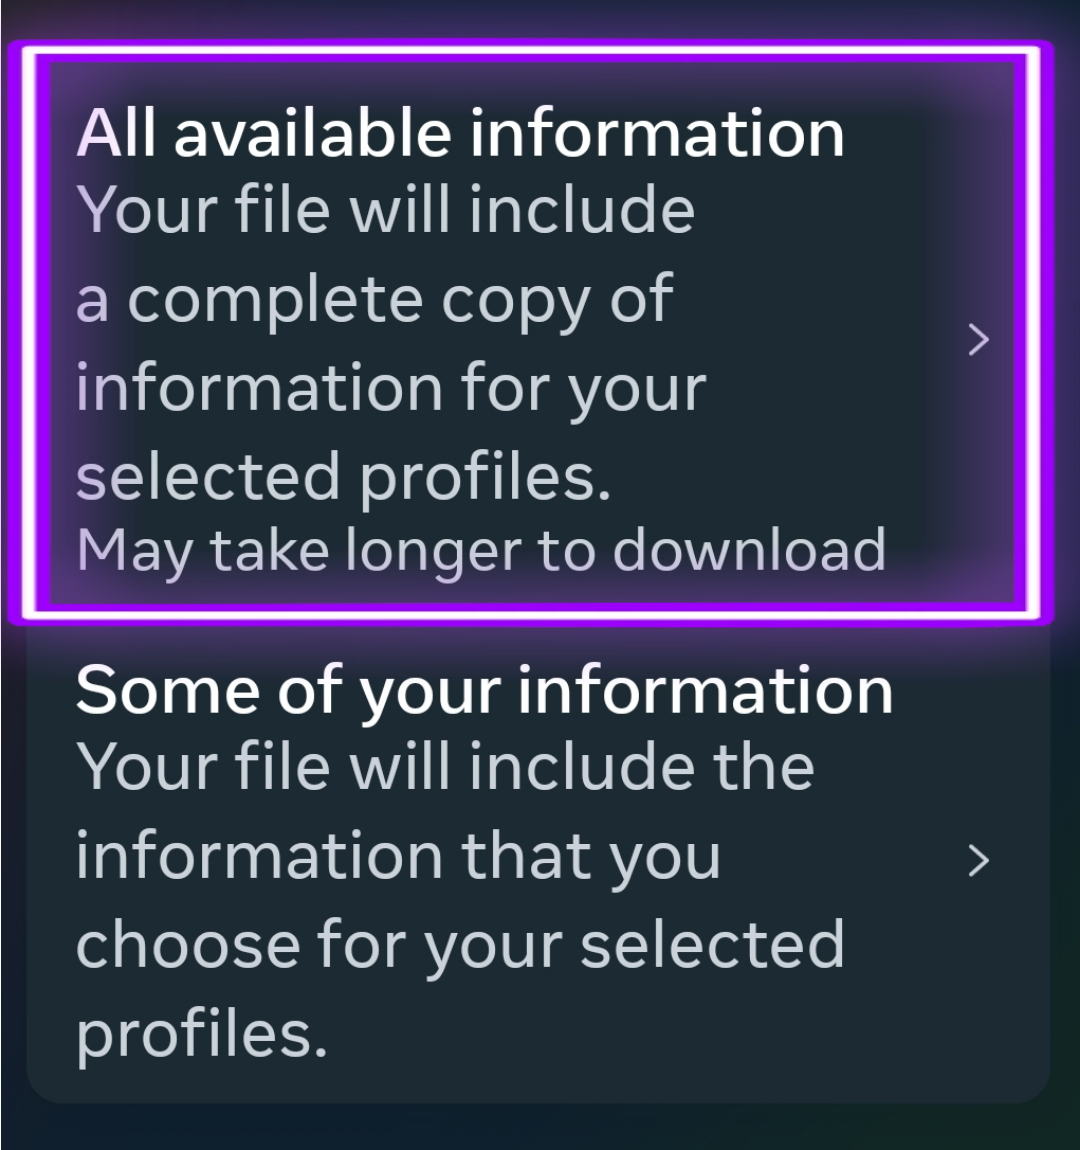 All available information
Your file will include
a complete copy of
information for your
selected profiles.
May take longer to download
Some of your information
Your file will include the
information that you
choose for your selected
profiles.